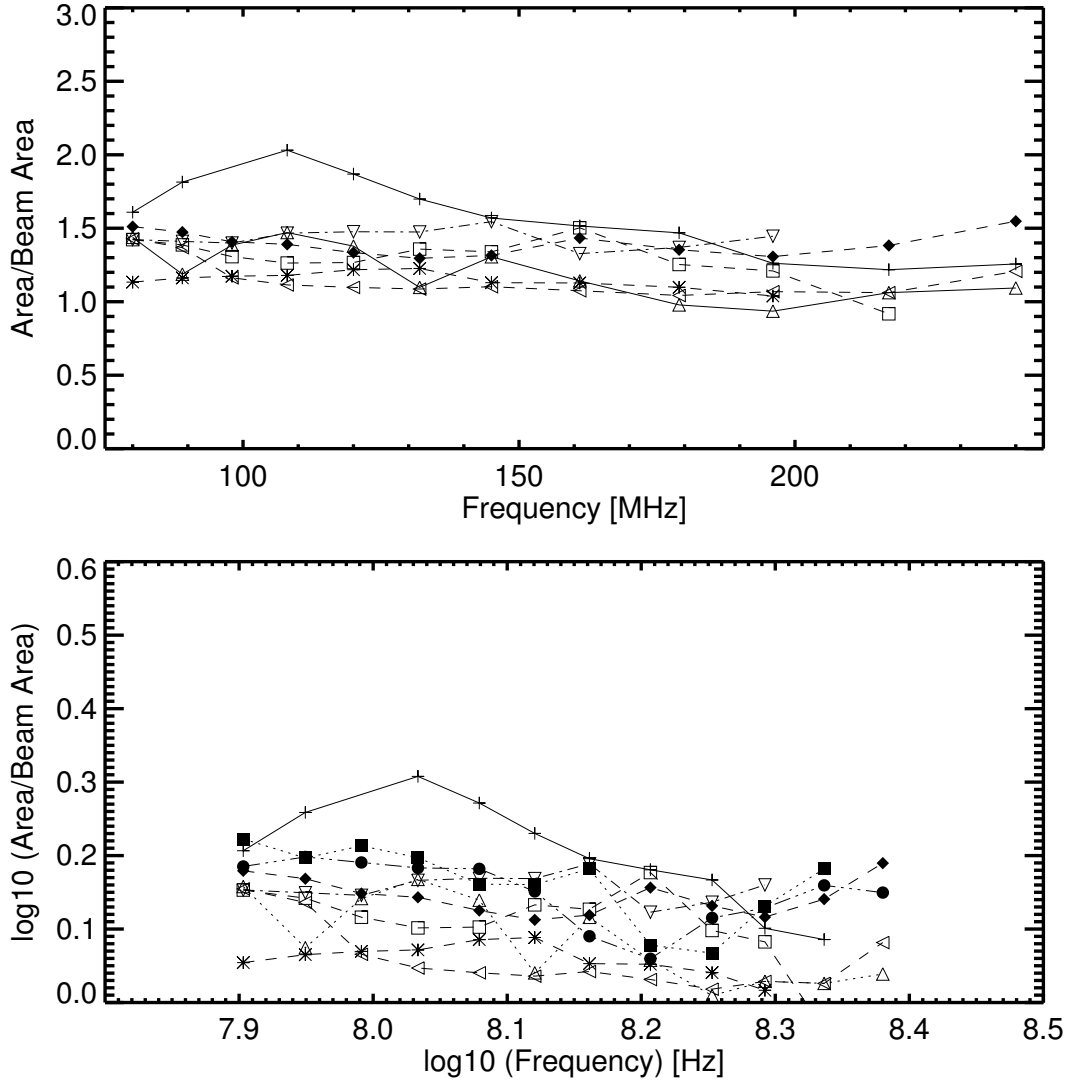 3.0
2.5
2.0
1.5
1.0
0.5
0.0
Area/Beam Area
100 150 200
Frequency [MHz]
0.6
0.5
0.4
0.3
0.2
0.1
0.0
log10 (Area/Beam Area)
7.9 8.0 8.1 8.2 8.3 8.4 8.5
log10 (Frequency) [Hz]